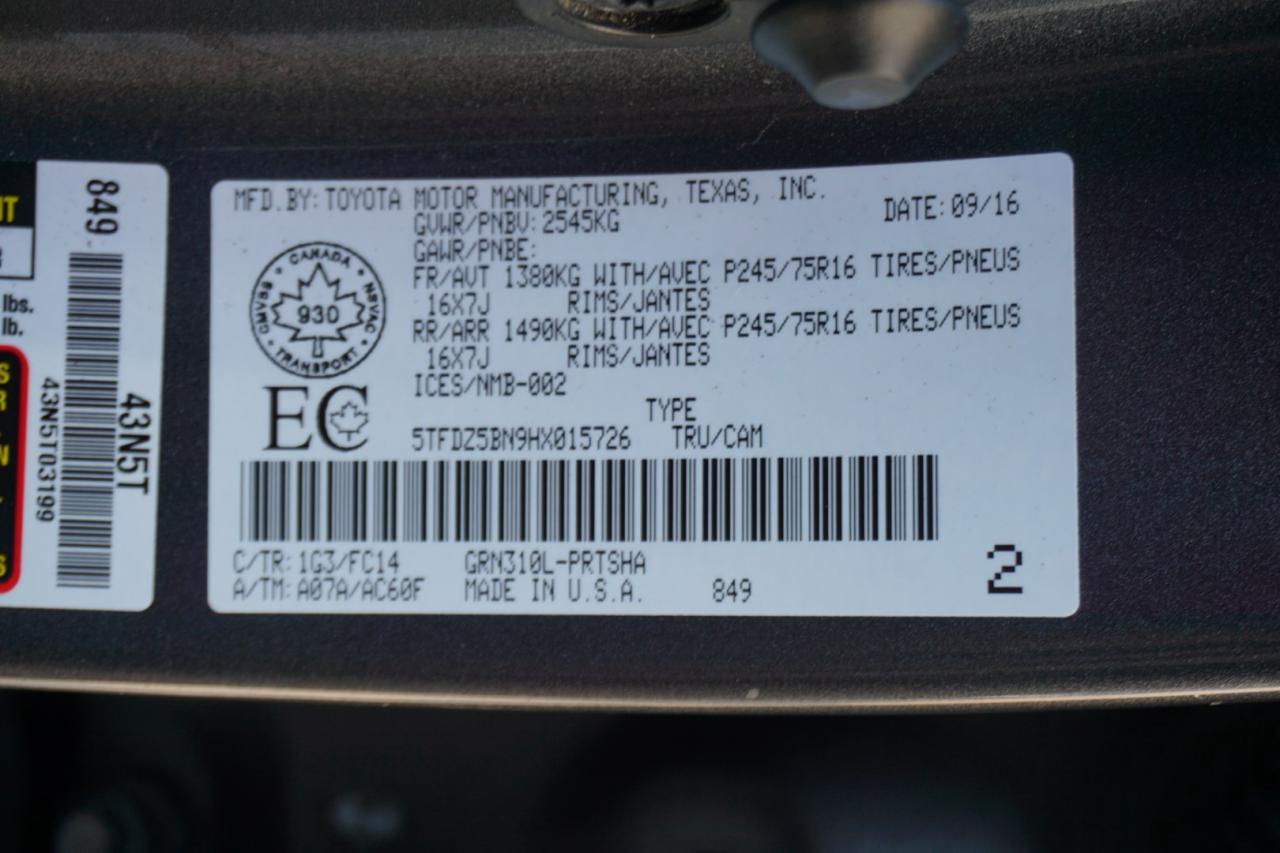 UT
lbs.
lb.
S
R
N
S
849
43N5T
43N5T03199
MFD.BY:TOYOTA MOTOR MANUFACTURING, TEXAS, INC.
DATE:09/16
GVWR/PNBV:2545KG
GAWR/PNBE:
FR/AVT 1380KG WITH/AVEC P245/75R16 TIRES/PNEUS
16X7J RIMS/JANTES
RR/ARR 1490KG WITH/AVEC P245/75R16 TIRES/PNEUS
16X7J RIMS/JANTES
ICES/NMB-002
CANADA
CMVSS
NSVAC
930
TRANSPORT
EC
TYPE
5TFDZ5BN9HX015726 TRU/CAM
C/TR:1G3/FC14 GRN310L-PRTSHA
A/TM:A07A/AC60F MADE IN U.S.A. 849
2